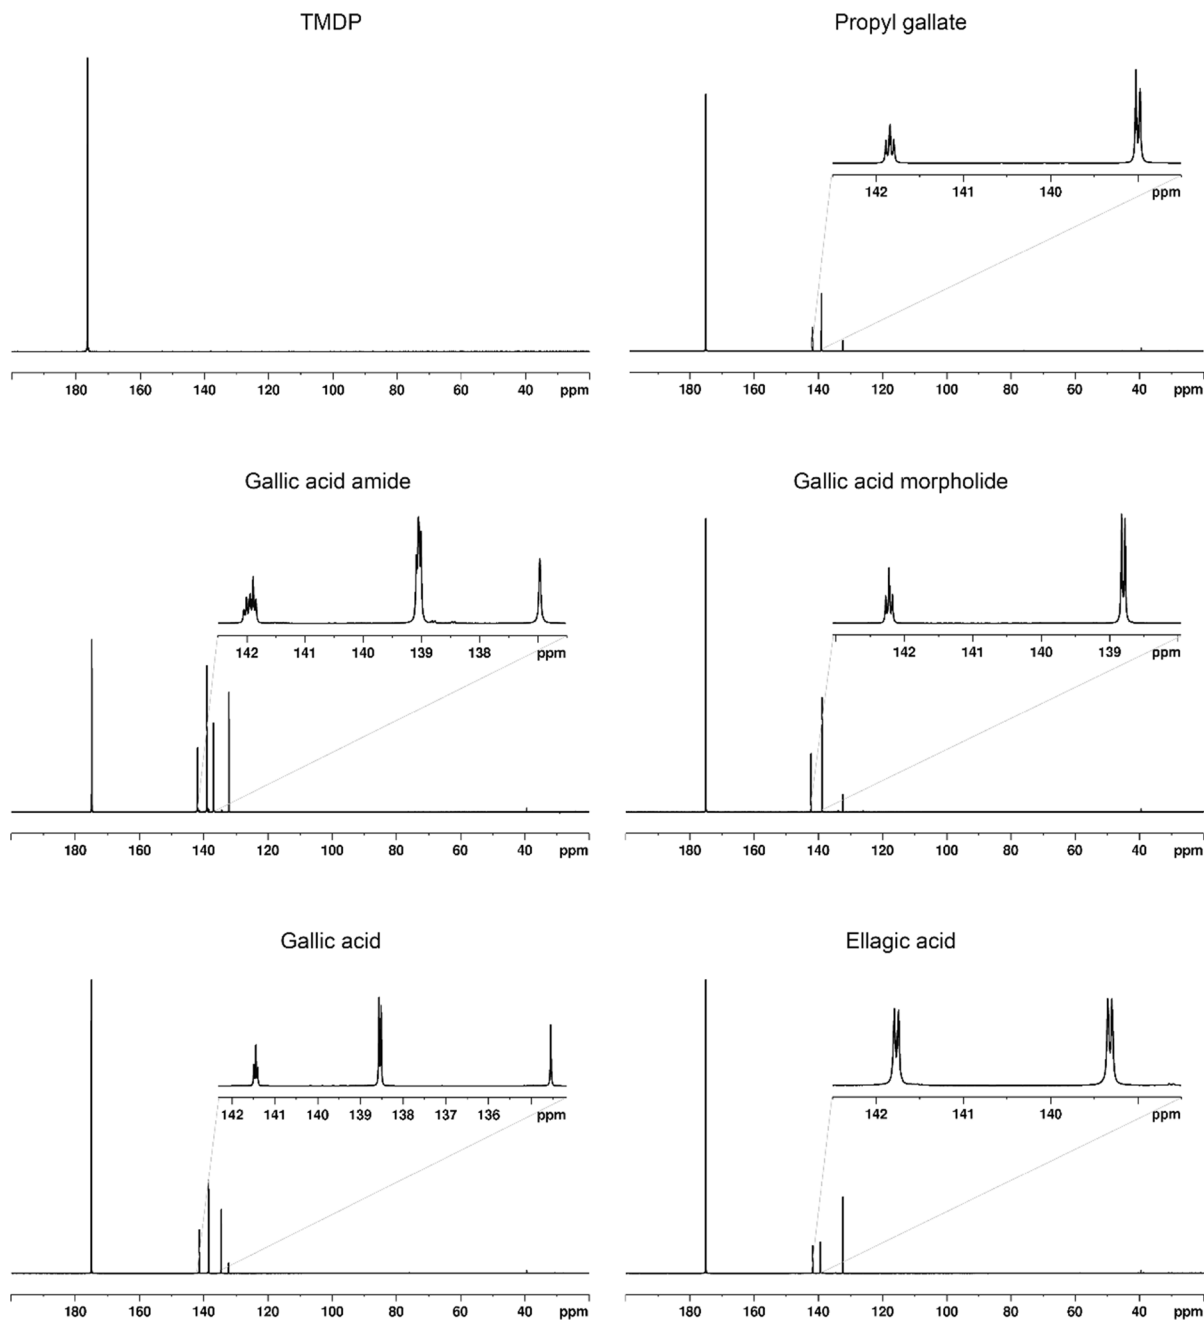 TMDP
180 160 140 120 100 80 60 40 ppm
Propyl gallate
142 141 140 ppm
180 160 140 120 100 80 60 40 ppm
Gallic acid amide
142 141 140 139 138 ppm
180 160 140 120 100 80 60 40 ppm
Gallic acid morpholide
142 141 140 139 ppm
180 160 140 120 100 80 60 40 ppm
Gallic acid
142 141 140 139 138 137 136 ppm
180 160 140 120 100 80 60 40 ppm
Ellagic acid
142 141 140 ppm
180 160 140 120 100 80 60 40 ppm